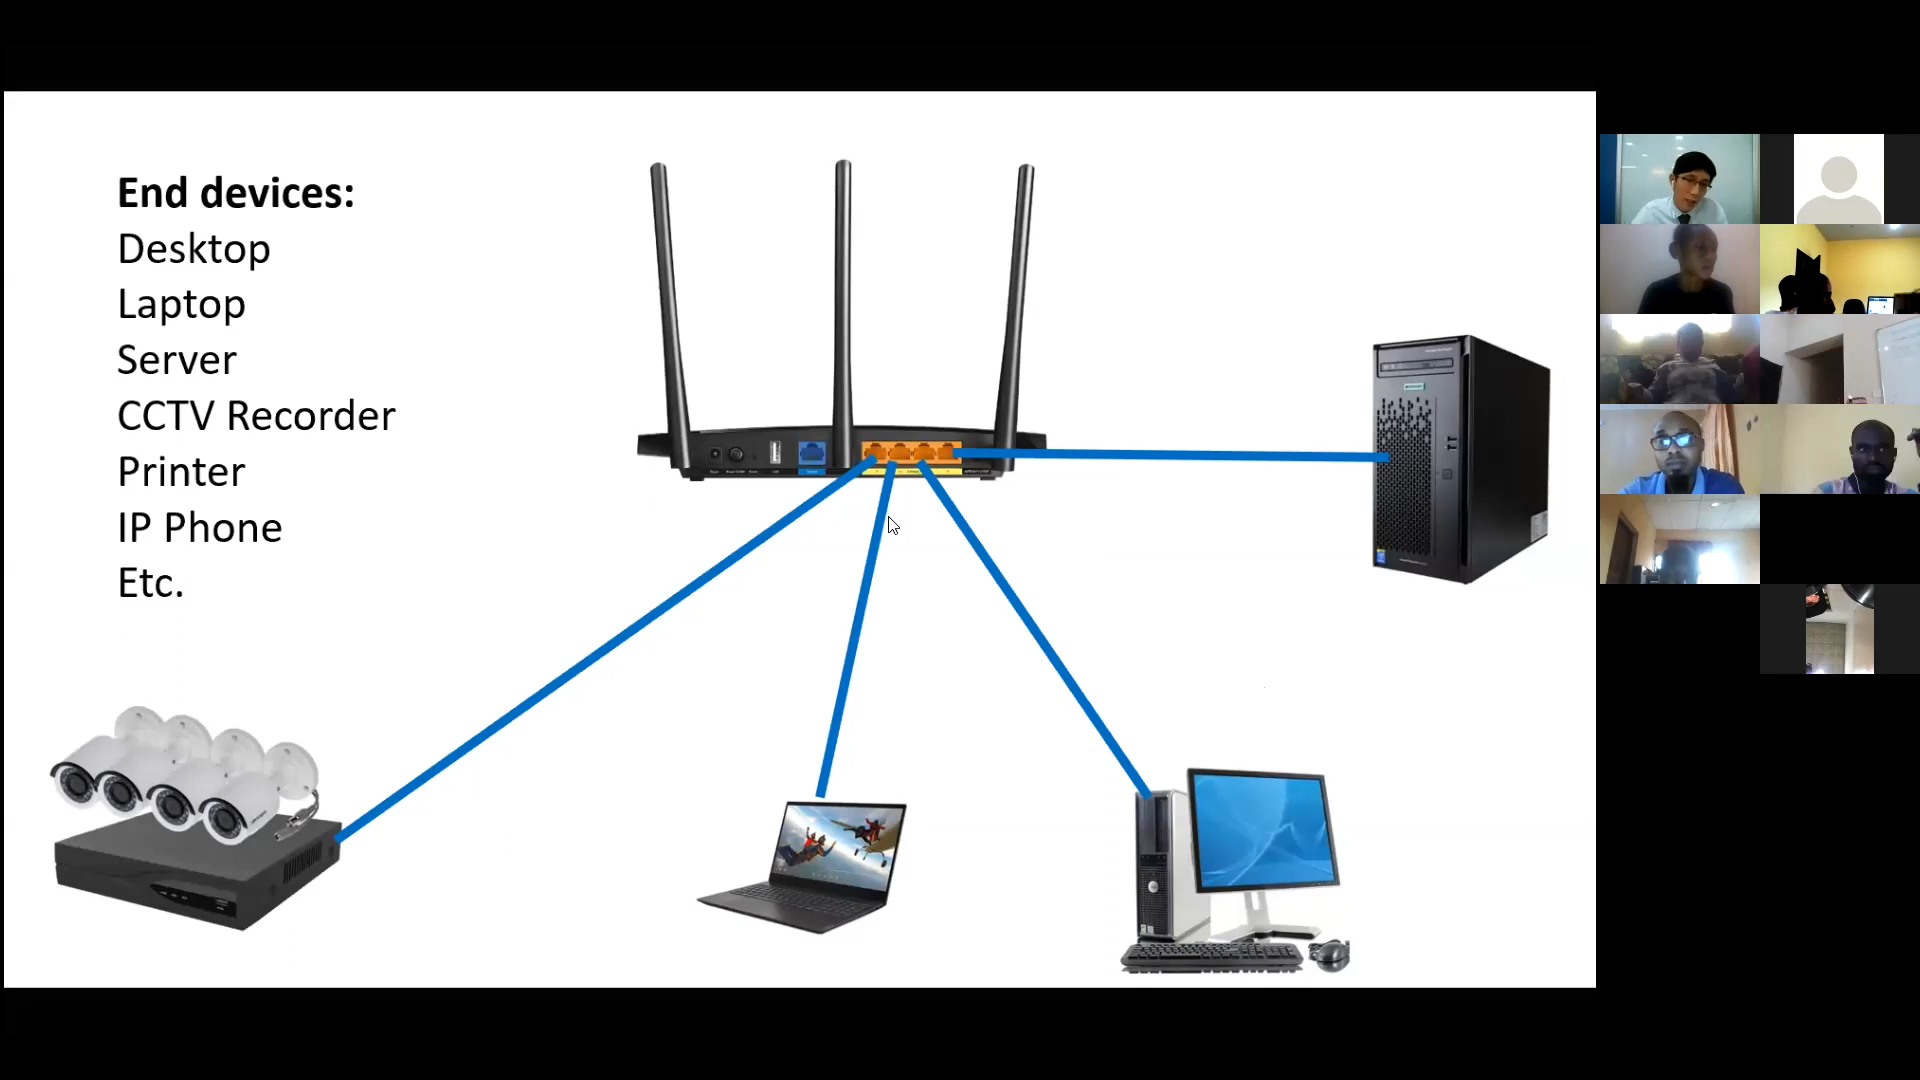 End devices:
Desktop
Laptop
Server
CCTV Recorder
Printer
IP Phone
Etc.